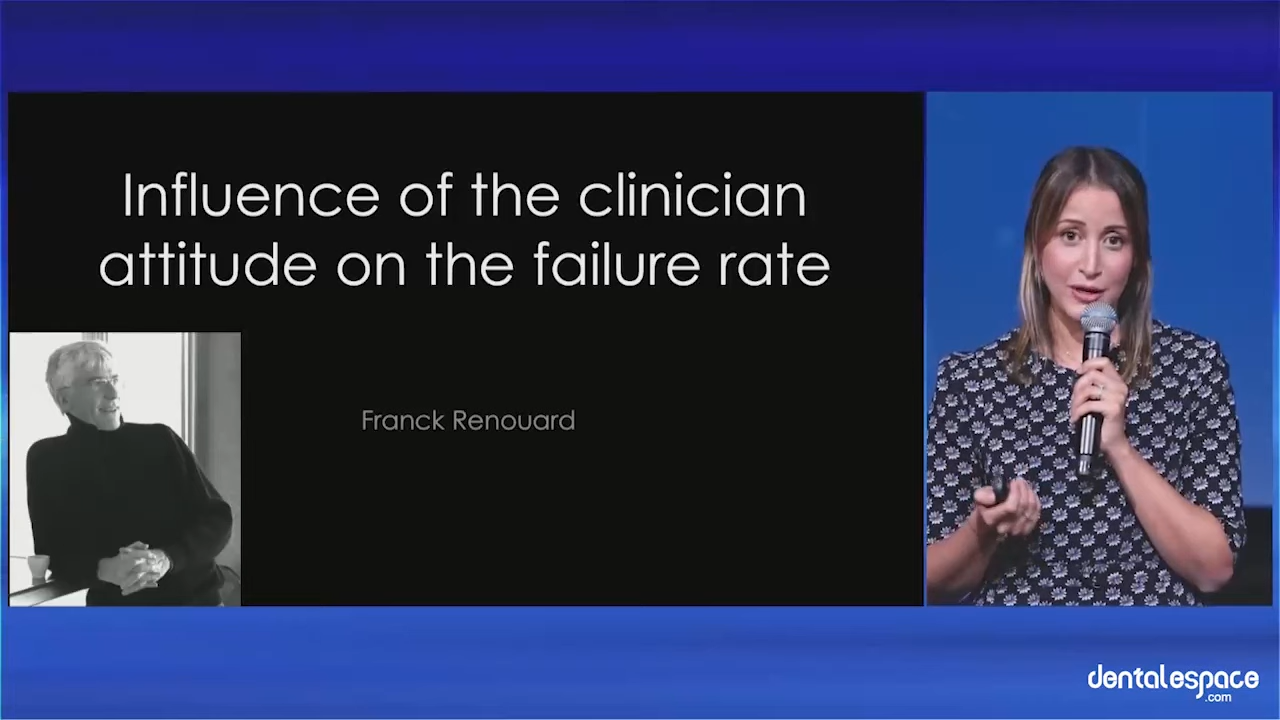 Influence of the clinician
attitude on the failure rate
Franck Renouard
dentalespace
.com